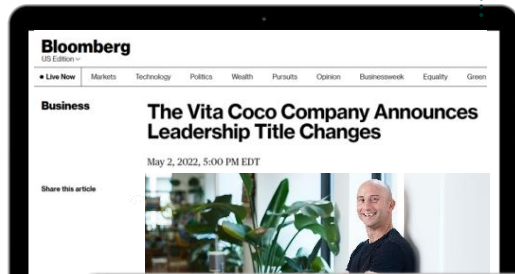 Bloomberg
US Edition
• Live Now Markets Technology Politics Wealth Pursuits Opinion Businessweek Equality Green
Business
The Vita Coco Company Announces
Leadership Title Changes
May 2, 2022, 5:00 PM EDT
Share this article